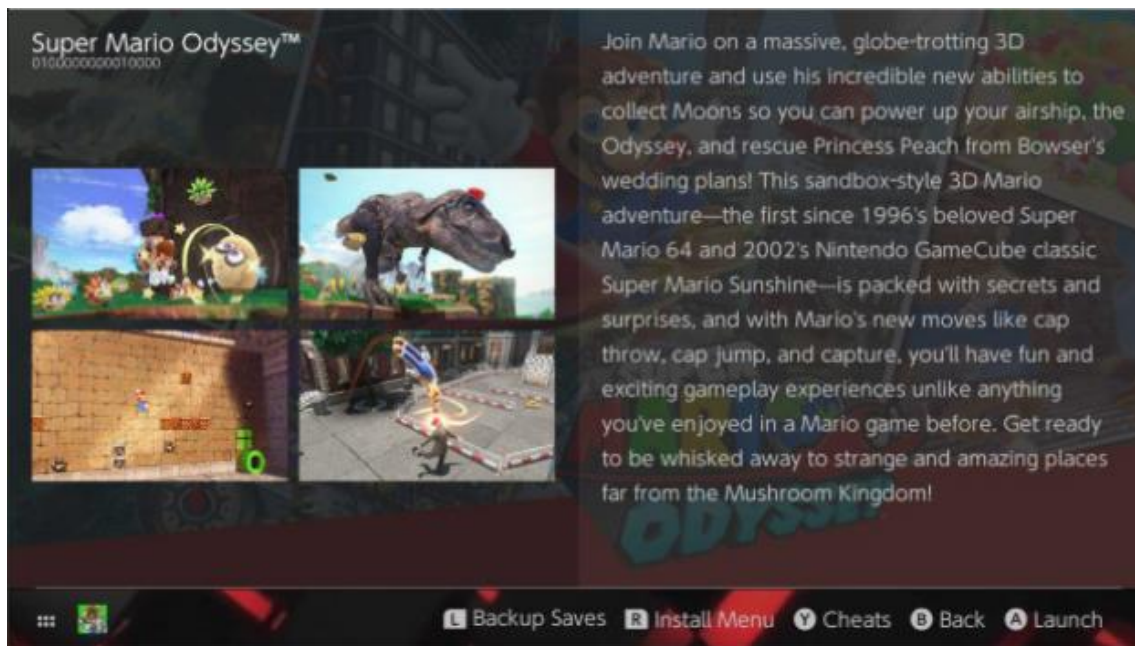 Super Mario Odyssey™
0100000000010000
Join Mario on a massive, globe-trotting 3D
adventure and use his incredible new abilities to
collect Moons so you can power up your airship, the
Odyssey, and rescue Princess Peach from Bowser's
wedding plans! This sandbox-style 3D Mario
adventure—the first since 1996's beloved Super
Mario 64 and 2002's Nintendo GameCube classic
Super Mario Sunshine—is packed with secrets and
surprises, and with Mario's new moves like cap
throw, cap jump, and capture, you'll have fun and
exciting gameplay experiences unlike anything
you've enjoyed in a Mario game before. Get ready
to be whisked away to strange and amazing places
far from the Mushroom Kingdom!
ODYSSEY
L Backup Saves R Install Menu Y Cheats B Back A Launch